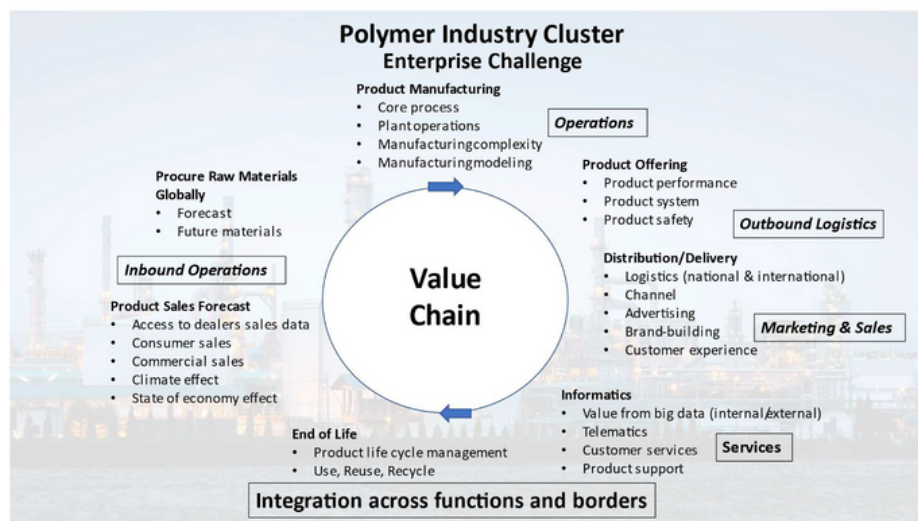 Polymer Industry Cluster
Enterprise Challenge
Product Manufacturing
• Core process
• Plant operations
• Manufacturing complexity
• Manufacturing modeling
Operations
Product Offering
• Product performance
• Product system
• Product safety
Outbound Logistics
Distribution/Delivery
• Logistics (national & international)
• Channel
• Advertising
• Brand-building
• Customer experience
Marketing & Sales
Informatics
• Value from big data (internal/external)
• Telematics
• Customer services
• Product support
Services
End of Life
• Product life cycle management
• Use, Reuse, Recycle
Product Sales Forecast
• Access to dealers sales data
• Consumer sales
• Commercial sales
• Climate effect
• State of economy effect
Inbound Operations
Procure Raw Materials
Globally
• Forecast
• Future materials
Value
Chain
Integration across functions and borders